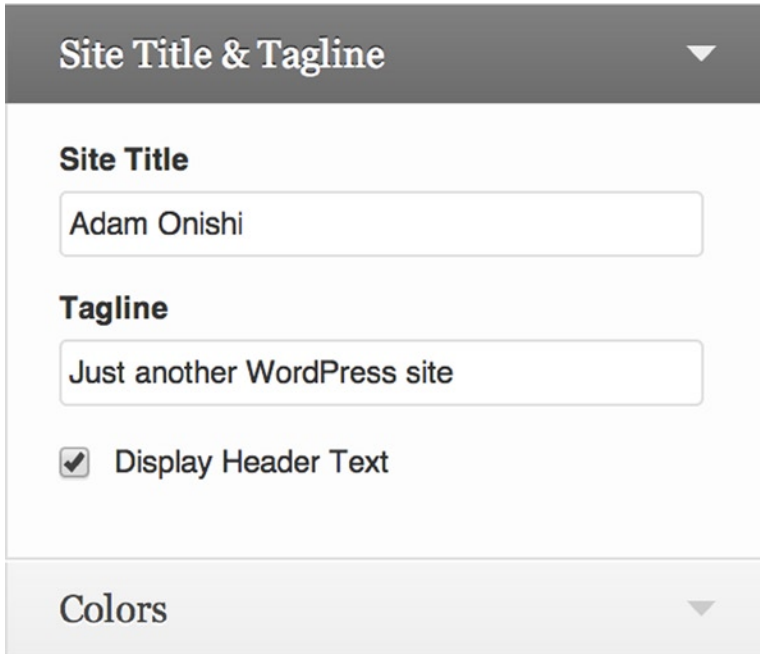 Site Title & Tagline
Site Title
Adam Onishi
Tagline
Just another WordPress site
Display Header Text
Colors